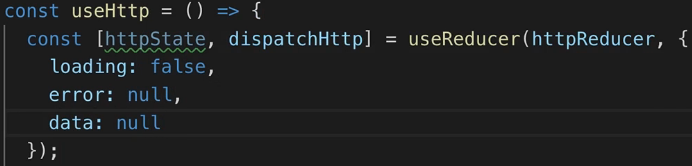 const useHttp = () => {
  const [httpState, dispatchHttp] = useReducer(httpReducer, {
    loading: false,
    error: null,
    data: null
  });